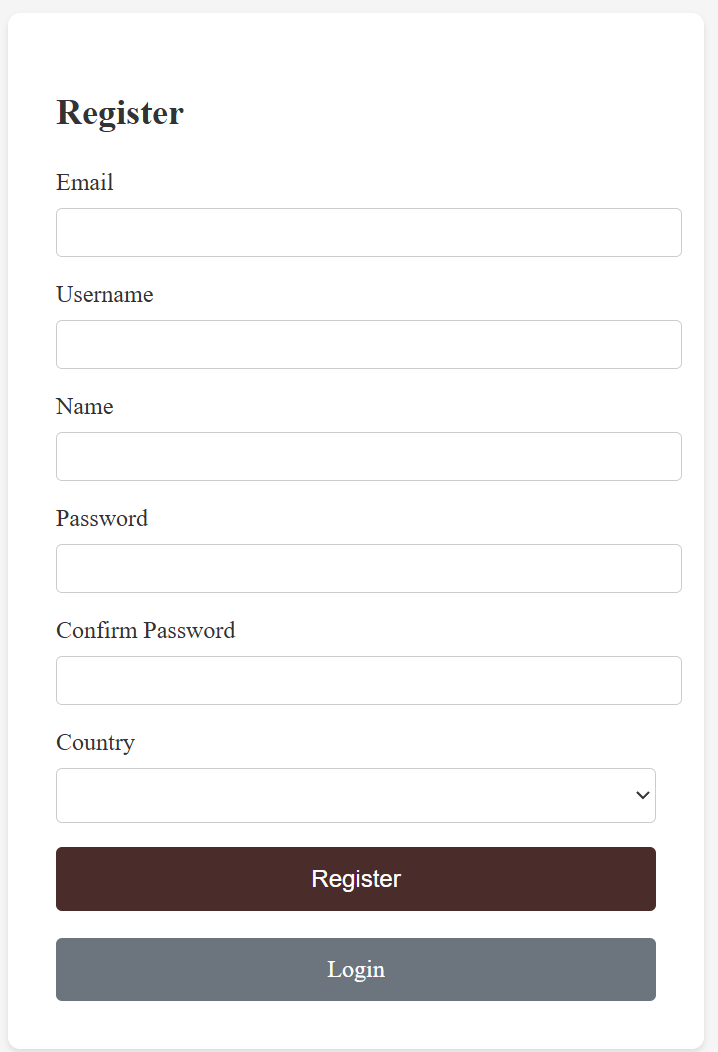 Register
Email
Username
Name
Password
Confirm Password
Country
Register
Login